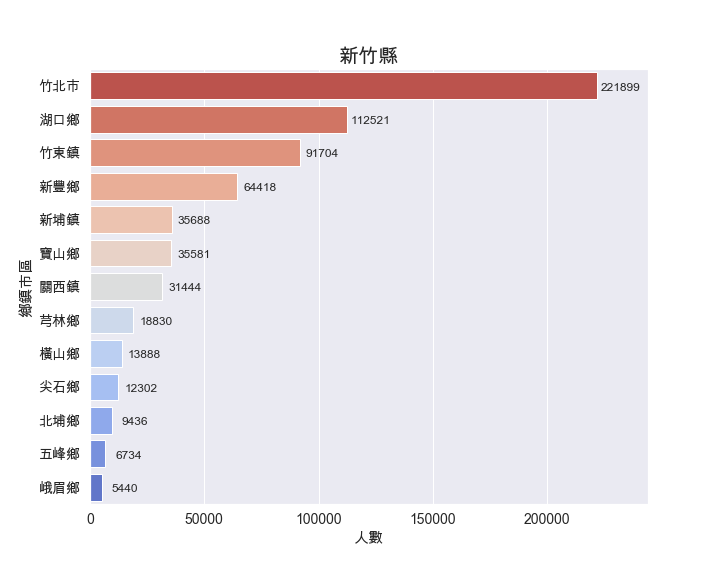 新竹縣
竹北市 221899
湖口鄉 112521
竹東鎮 91704
新豐鄉 64418
新埔鎮 35688
寶山鄉 35581
關西鎮 31444
芎林鄉 18830
橫山鄉 13888
尖石鄉 12302
北埔鄉 9436
五峰鄉 6734
峨眉鄉 5440
鄉鎮市區
0 50000 100000 150000 200000
人數